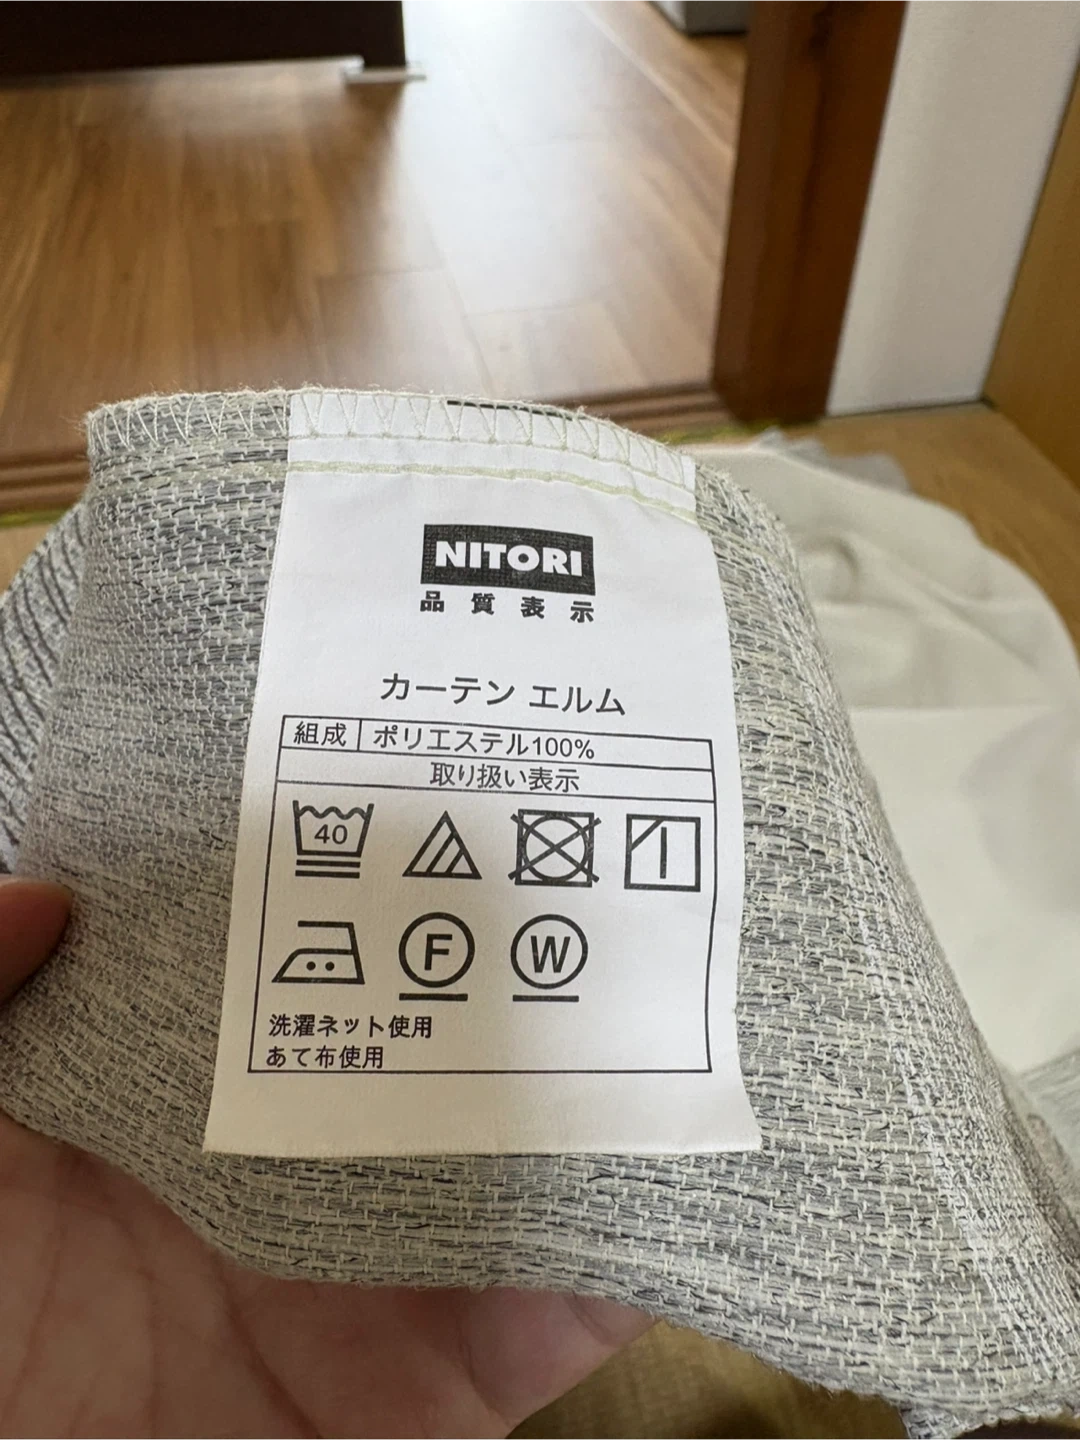 NITORI
品質表示
カーテン エルム
組成 ポリエステル100%
取り扱い表示
40
F W
洗濯ネット使用
あて布使用